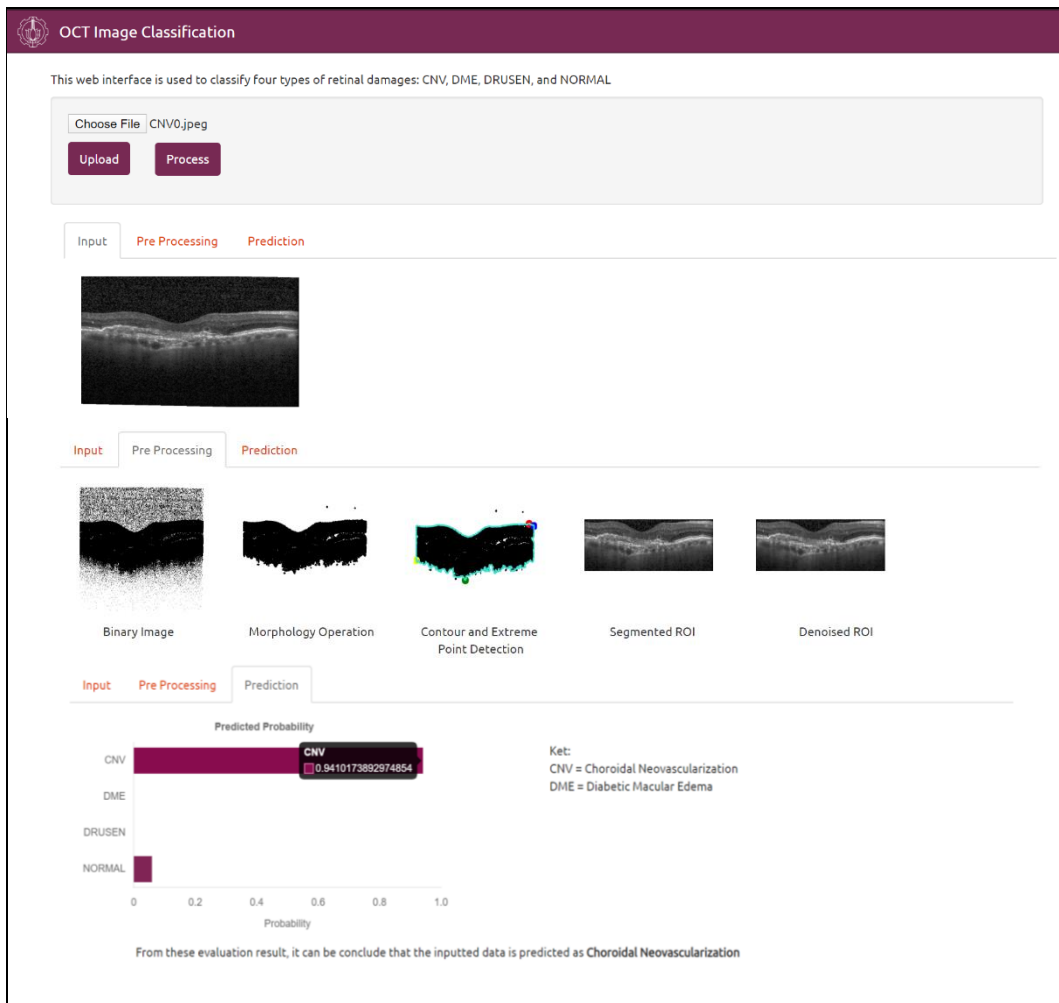 OCT Image Classification
This web interface is used to classify four types of retinal damages: CNV, DME, DRUSEN, and NORMAL
Choose File CNV0.jpeg
Upload Process
Input Pre Processing Prediction
Input Pre Processing Prediction
Binary Image Morphology Operation Contour and Extreme Segmented ROI Denoised ROI
Point Detection
Input Pre Processing Prediction
Predicted Probability
CNV
CNV
0.9410173892974854
DME
DRUSEN
NORMAL
0 0.2 0.4 0.6 0.8 1.0
Probability
Ket:
CNV = Choroidal Neovascularization
DME = Diabetic Macular Edema
From these evaluation result, it can be conclude that the inputted data is predicted as Choroidal Neovascularization